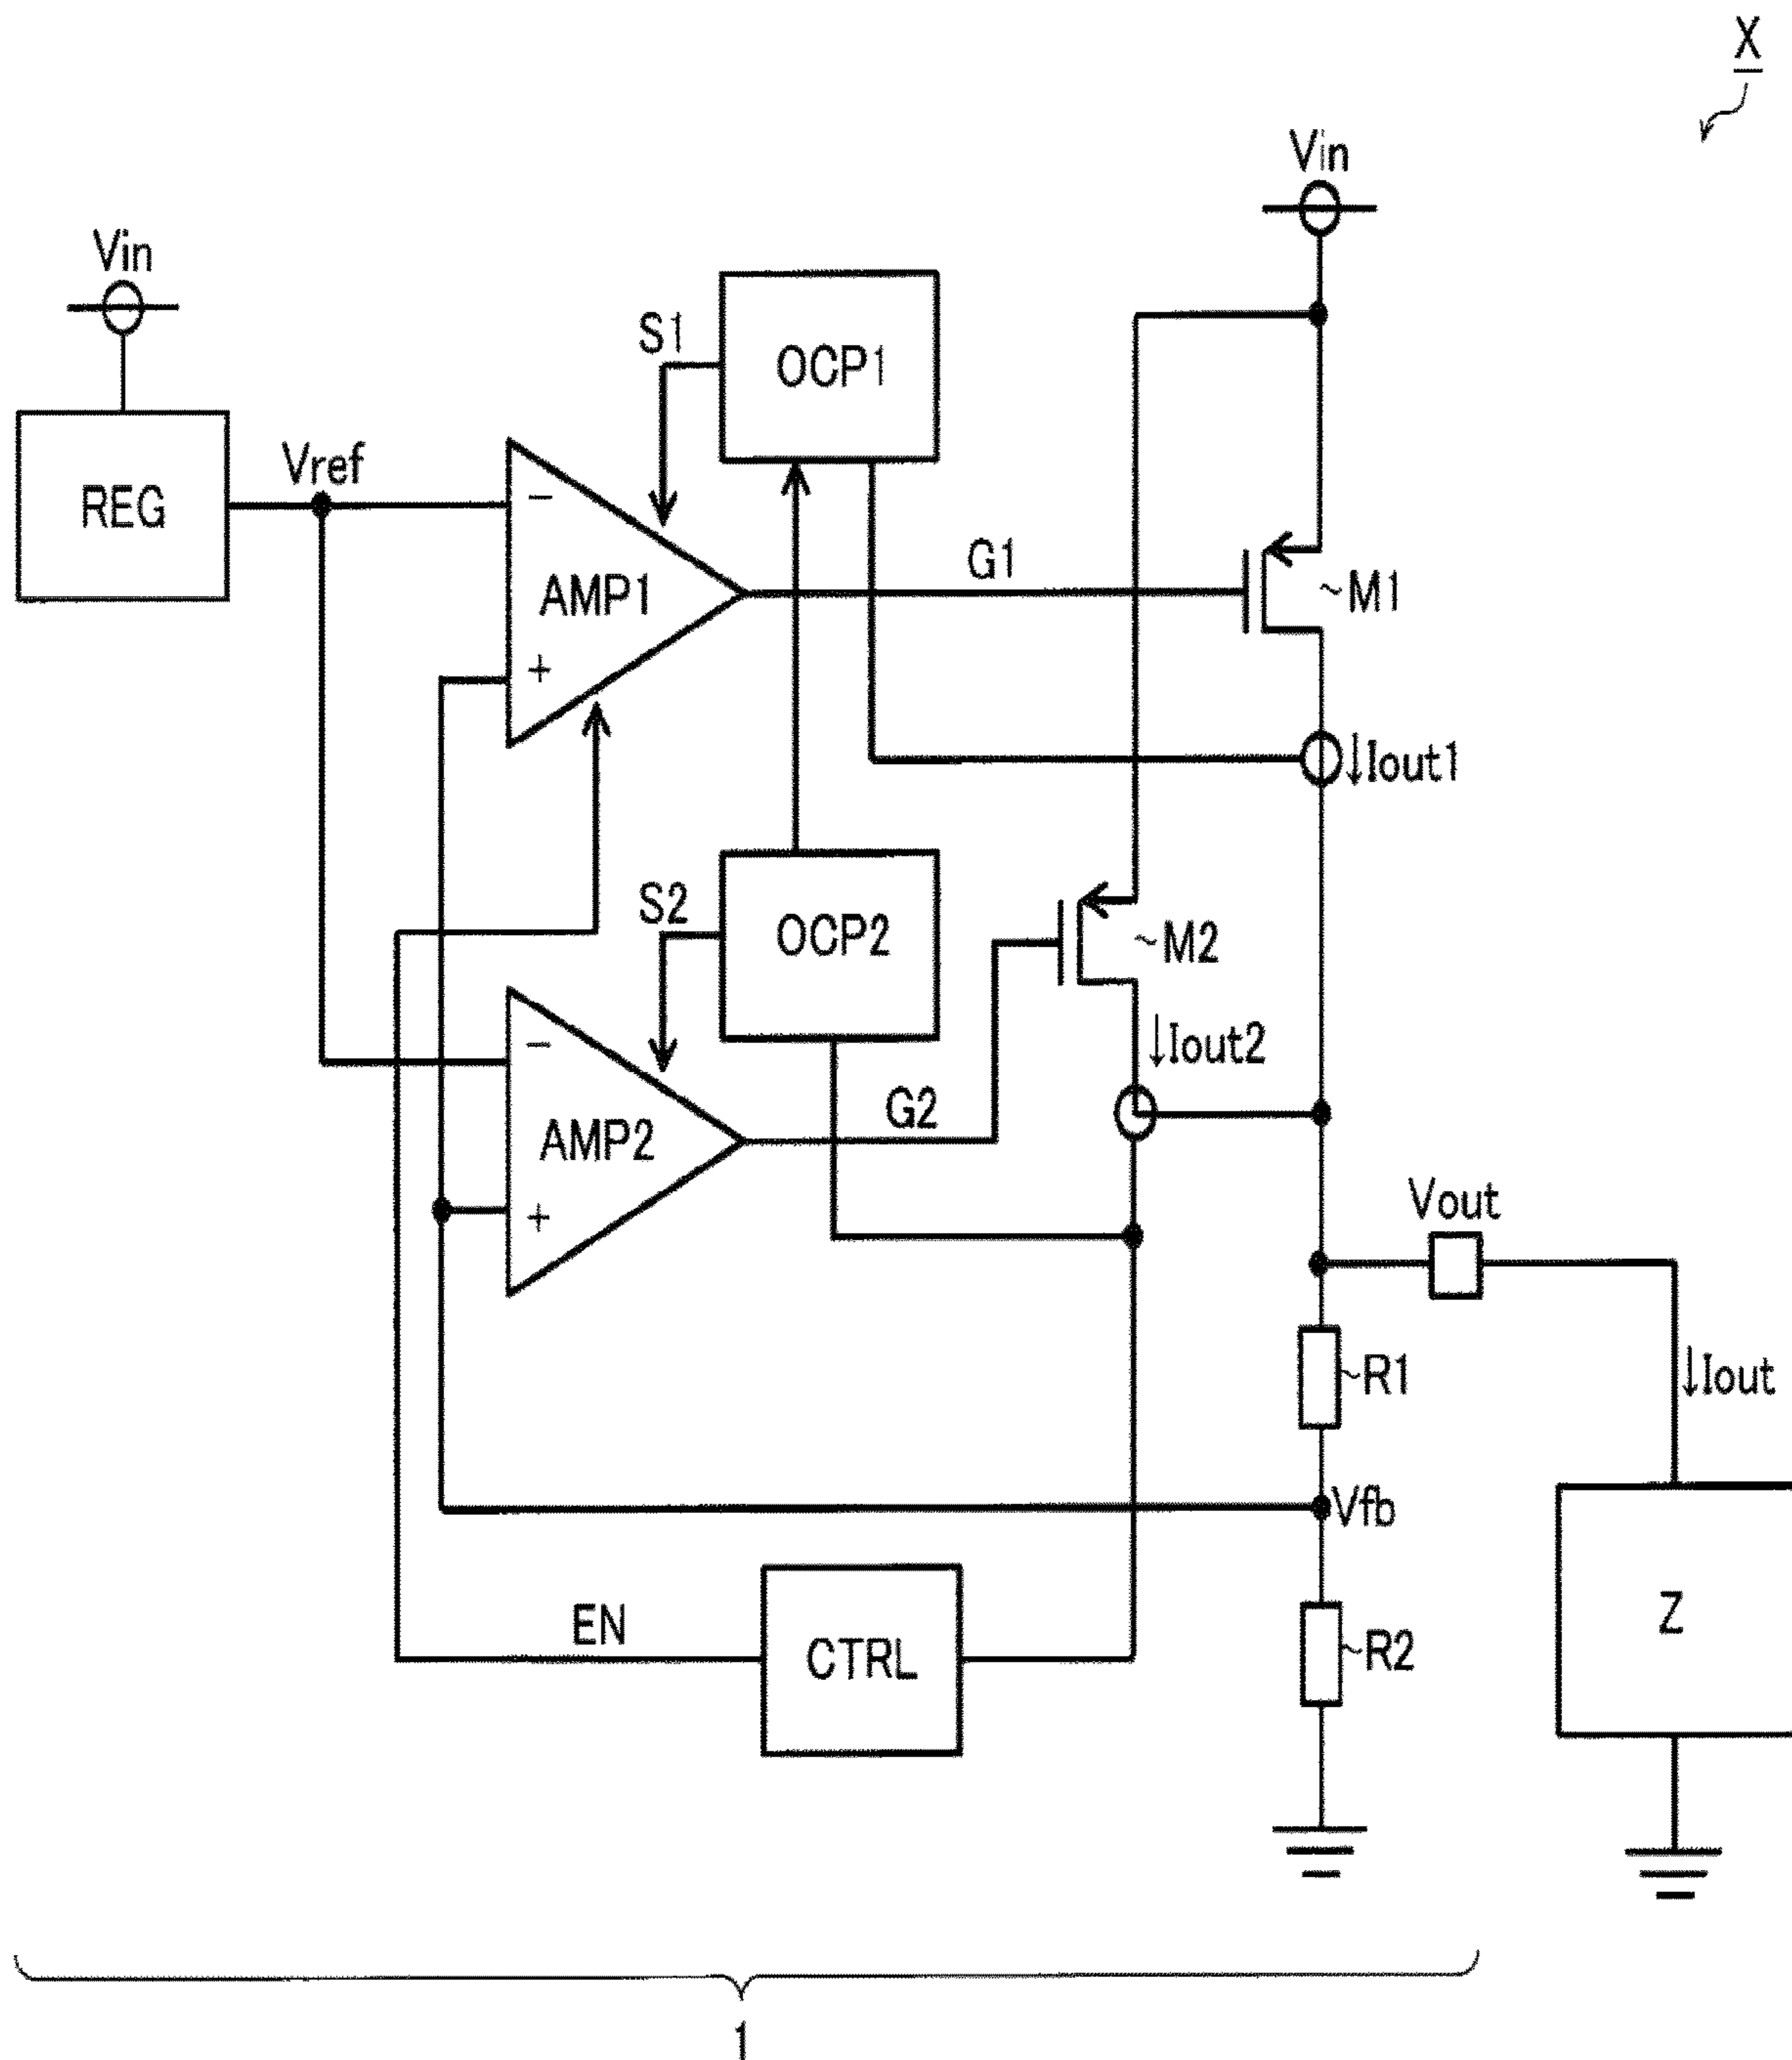 X
Vin
Vin
S1
OCP1
Vref
REG
−
AMP1
+
G1
~M1
↓Iout1
S2
OCP2
~M2
↓Iout2
−
AMP2
+
G2
Vout
~R1
↓Iout
Vfb
EN
CTRL
~R2
Z
1